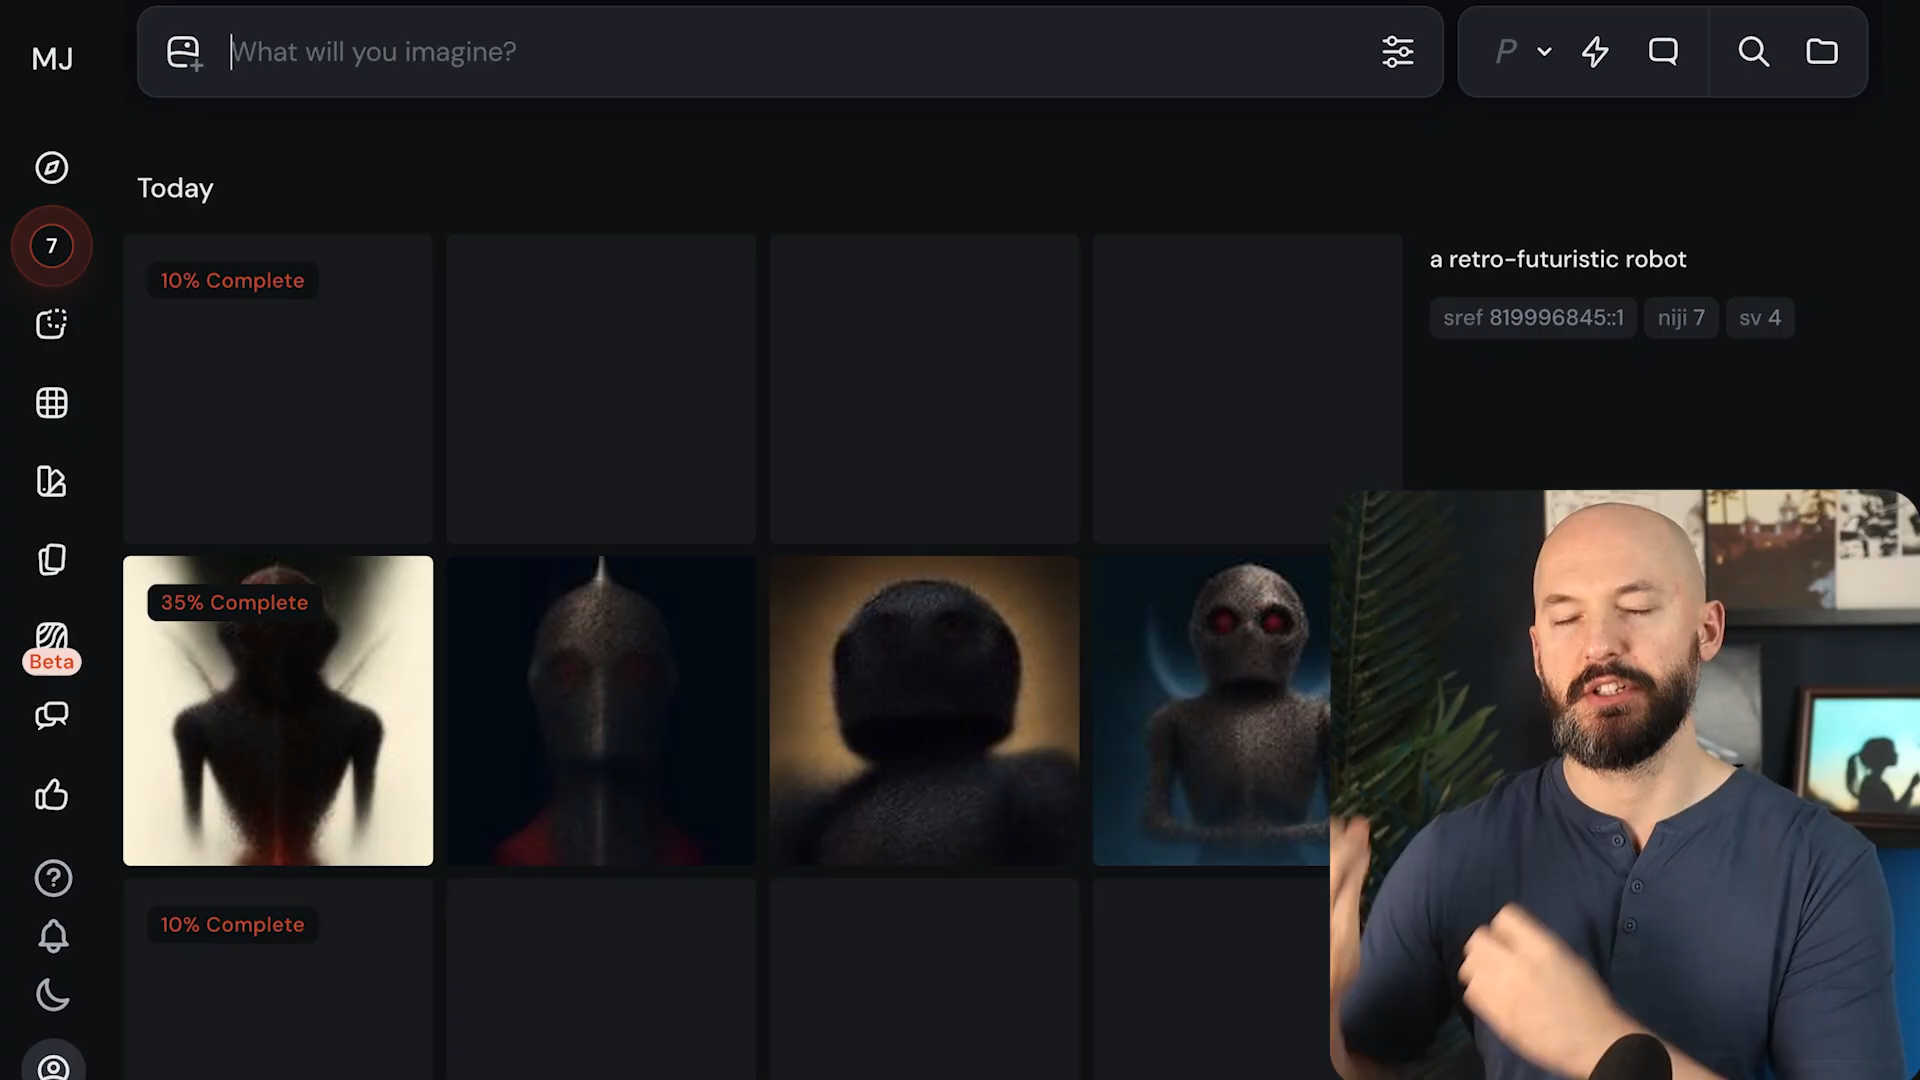 MJ
What will you imagine?
P
7
Today
10% Complete
a retro-futuristic robot
sref 819996845::1
niji 7
sv 4
35% Complete
Beta
10% Complete